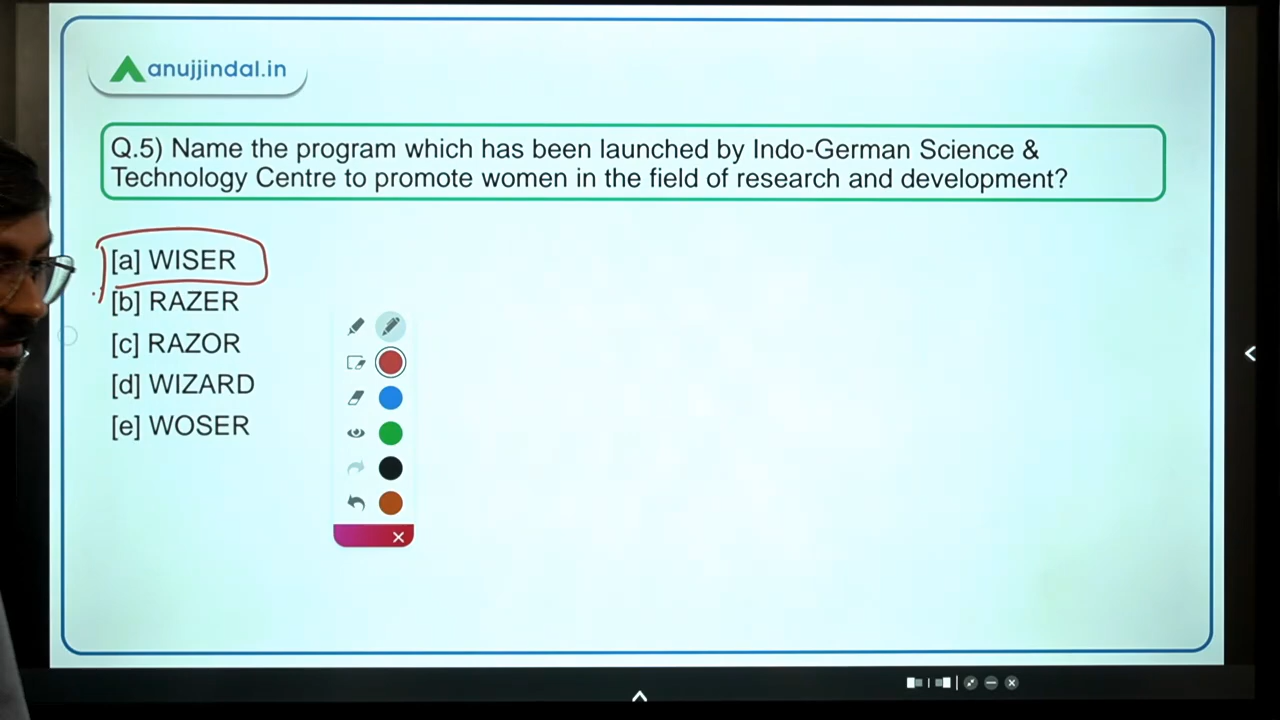 anujjindal.in
Q.5) Name the program which has been launched by Indo-German Science &
Technology Centre to promote women in the field of research and development?
[a] WISER
[b] RAZER
[c] RAZOR
[d] WIZARD
[e] WOSER